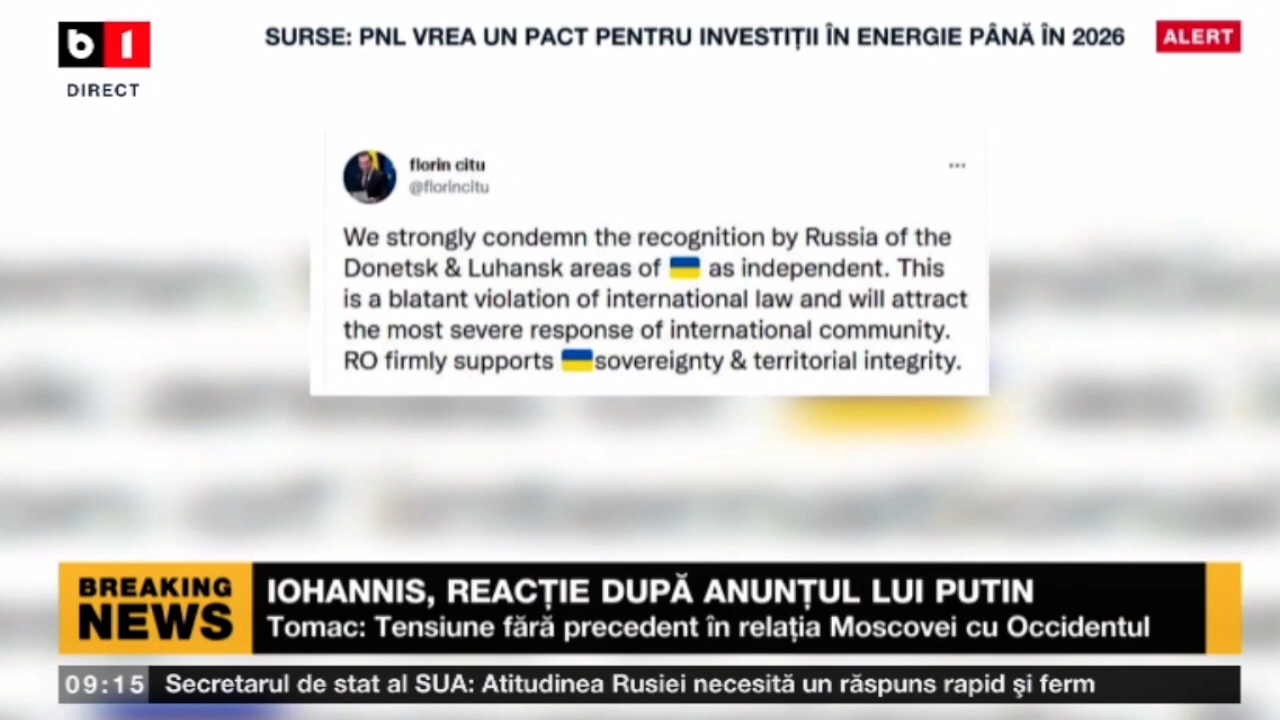 b1
DIRECT
SURSE: PNL VREA UN PACT PENTRU INVESTIȚII ÎN ENERGIE PÂNĂ ÎN 2026
ALERT
florin citu
@florincitu
We strongly condemn the recognition by Russia of the
Donetsk & Luhansk areas of 🇺🇦 as independent. This
is a blatant violation of international law and will attract
the most severe response of international community.
RO firmly supports 🇺🇦sovereignty & territorial integrity.
BREAKING
NEWS
IOHANNIS, REACȚIE DUPĂ ANUNȚUL LUI PUTIN
Tomac: Tensiune fără precedent în relația Moscovei cu Occidentul
09:15 Secretarul de stat al SUA: Atitudinea Rusiei necesită un răspuns rapid şi ferm